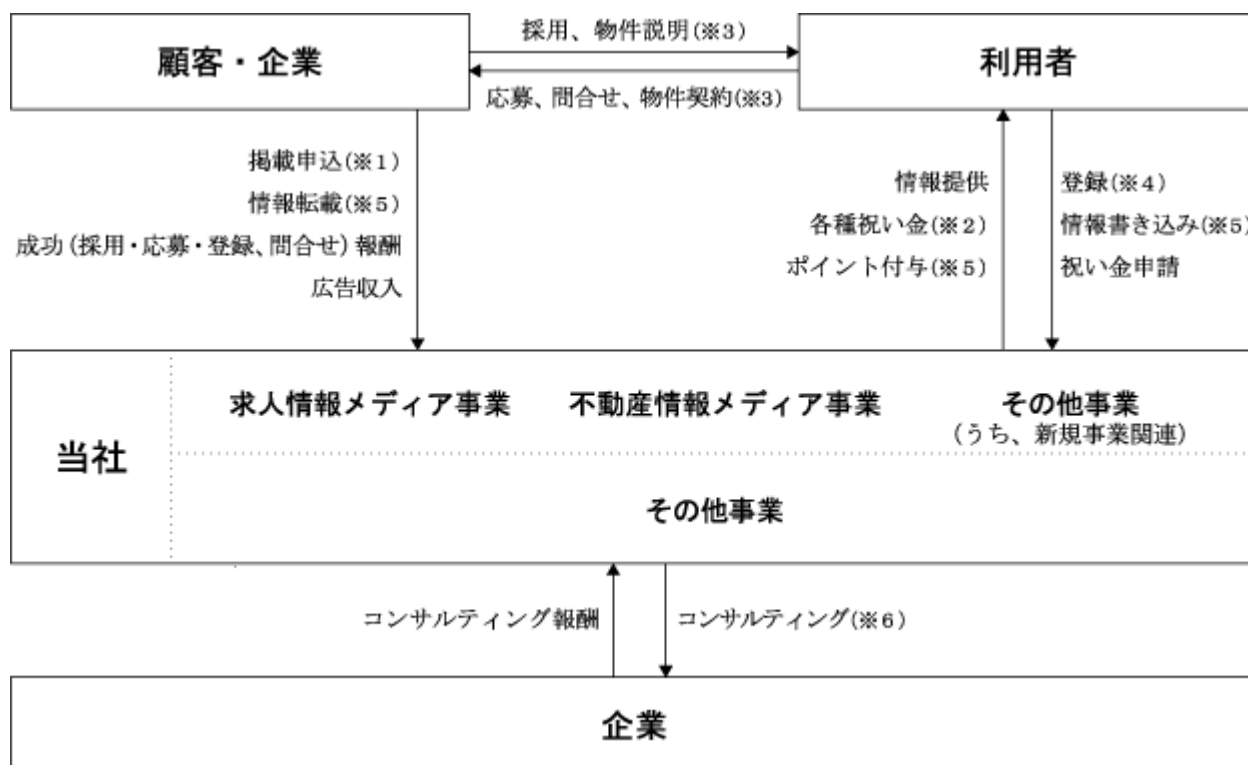 採用、物件説明(※3)
顧客・企業
利用者
応募、問合せ、物件契約(※3)
掲載申込(※1)
情報転載(※5)
成功(採用・応募・登録、問合せ)報酬
広告収入
情報提供
各種祝い金(※2)
ポイント付与(※5)
登録(※4)
情報書き込み(※5)
祝い金申請
当社
求人情報メディア事業
不動産情報メディア事業
その他事業
(うち、新規事業関連)
その他事業
コンサルティング報酬
コンサルティング(※6)
企業